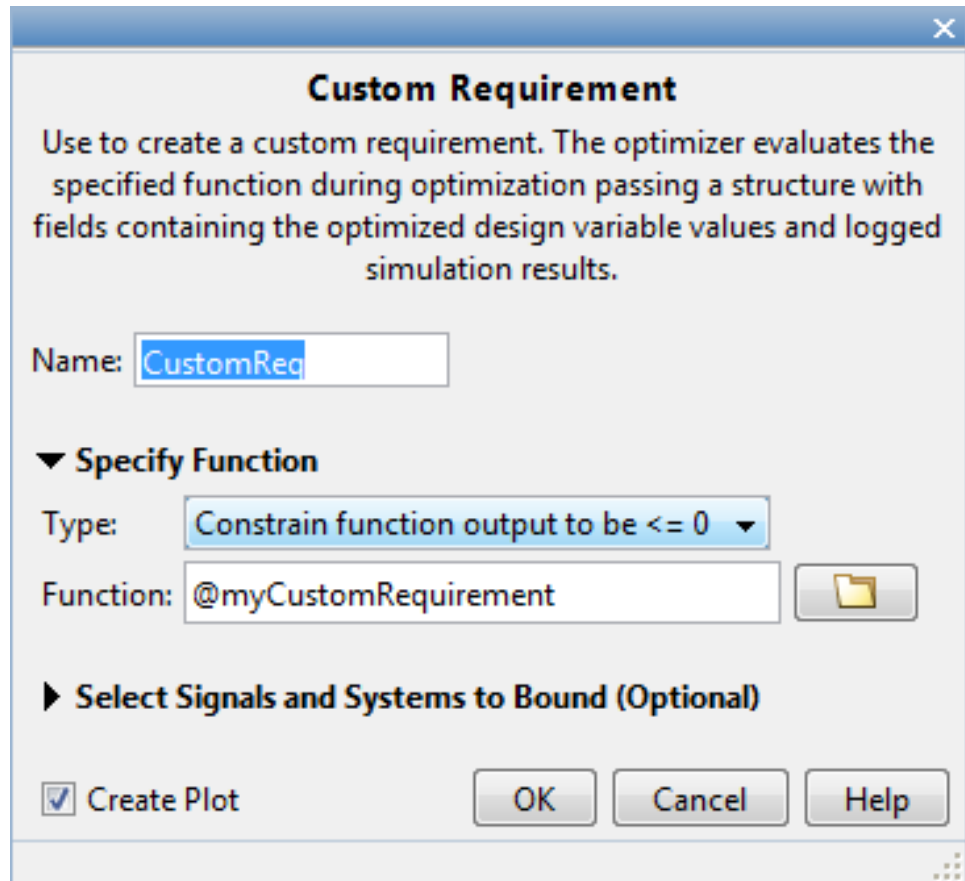 Custom Requirement
Use to create a custom requirement. The optimizer evaluates the
specified function during optimization passing a structure with
fields containing the optimized design variable values and logged
simulation results.
Name: CustomReq
Specify Function
Type: Constrain function output to be <= 0
Function: @myCustomRequirement
Select Signals and Systems to Bound (Optional)
Create Plot OK Cancel Help